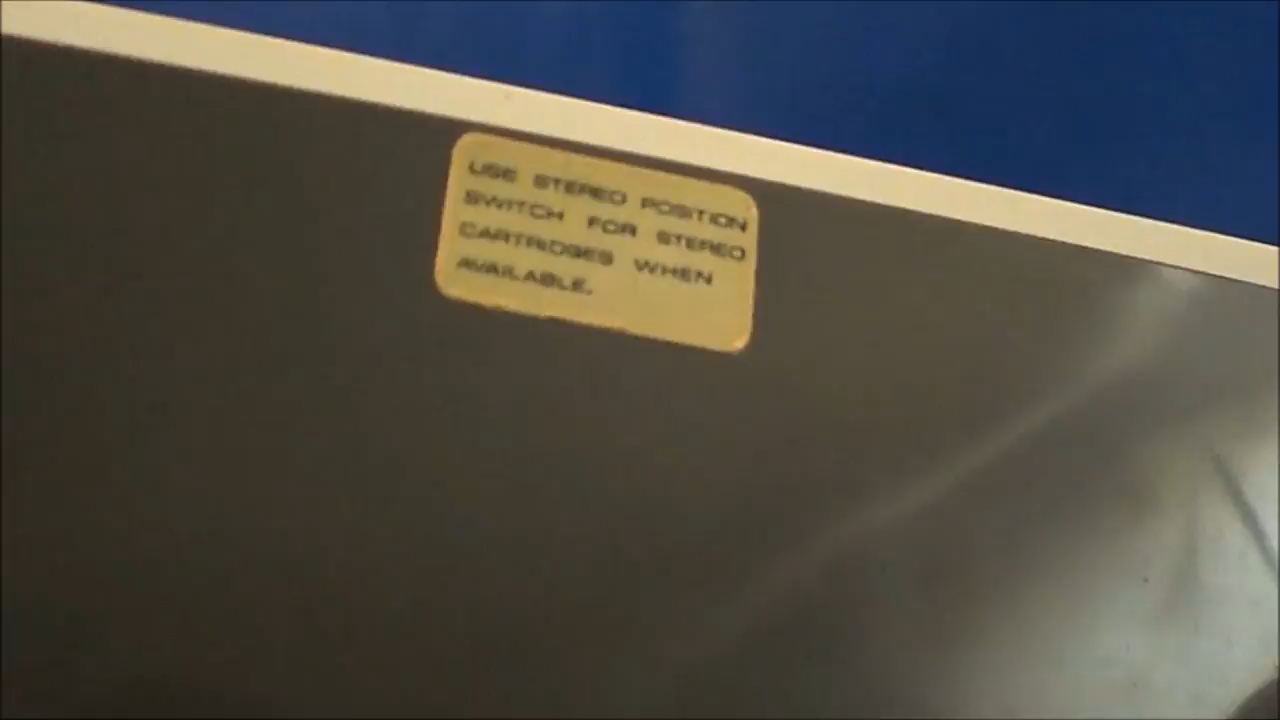 USE STEREO POSITION
SWITCH FOR STEREO
CARTRIDGES WHEN
AVAILABLE.